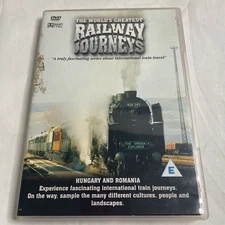 DVD
THE WORLD'S GREATEST
RAILWAY
JOURNEYS
"A truly fascinating series about international train travel"
E
HUNGARY AND ROMANIA
Experience fascinating international train journeys.
On the way, sample the many different cultures, people and
landscapes.